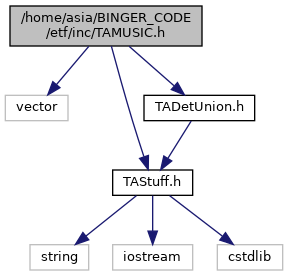 /home/asia/BINGER_CODE
/etf/inc/TAMUSIC.h
vector
TADetUnion.h
TAStuff.h
string
iostream
cstdlib